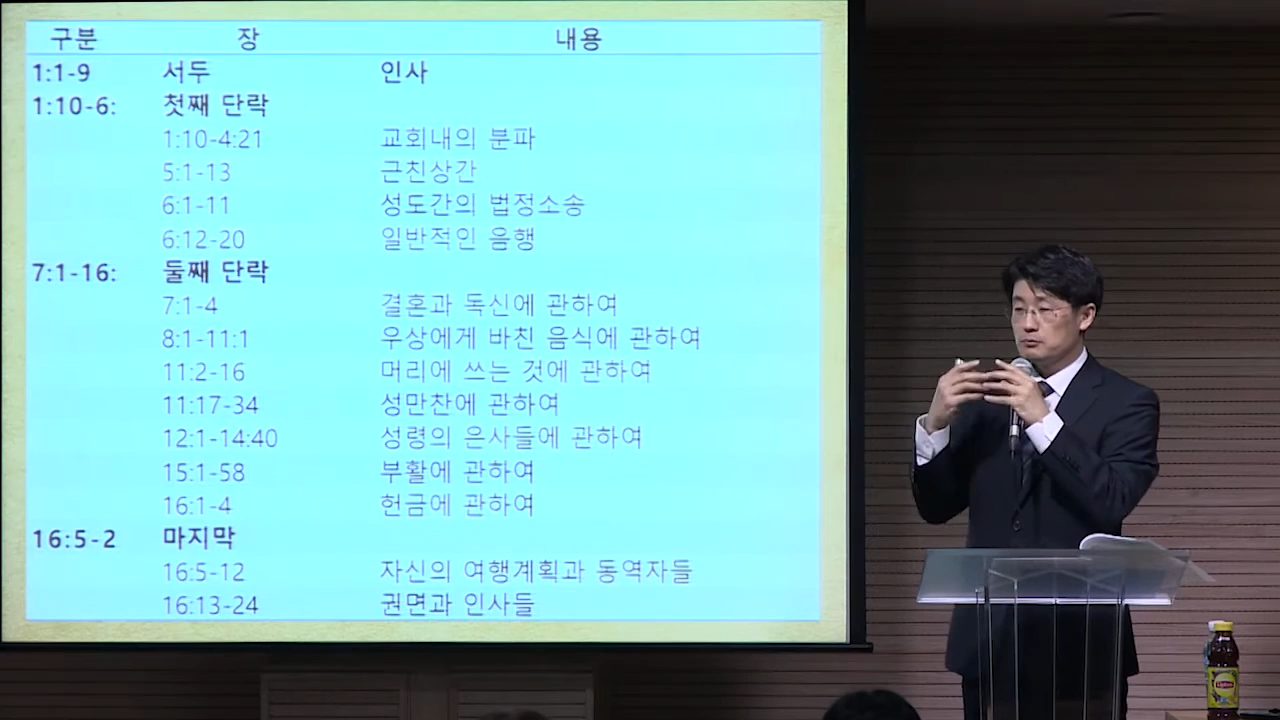 구분 장 내용
1:1-9 서두 인사
1:10-6: 첫째 단락
1:10-4:21 교회내의 분파
5:1-13 근친상간
6:1-11 성도간의 법정소송
6:12-20 일반적인 음행
7:1-16: 둘째 단락
7:1-4 결혼과 독신에 관하여
8:1-11:1 우상에게 바친 음식에 관하여
11:2-16 머리에 쓰는 것에 관하여
11:17-34 성만찬에 관하여
12:1-14:40 성령의 은사들에 관하여
15:1-58 부활에 관하여
16:1-4 헌금에 관하여
16:5-2 마지막
16:5-12 자신의 여행계획과 동역자들
16:13-24 권면과 인사들
Lipton